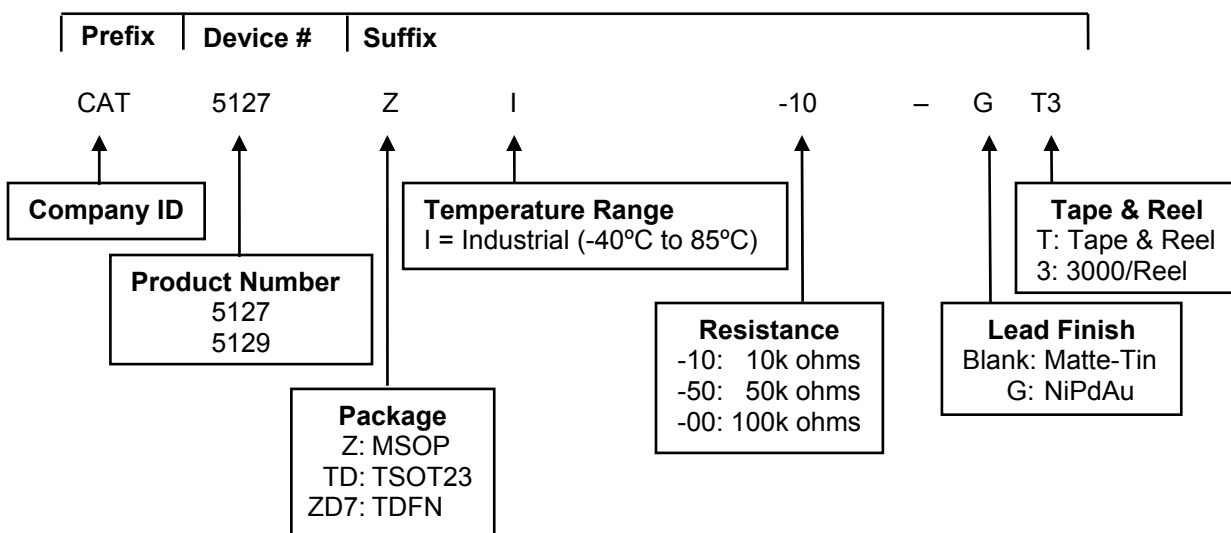 Prefix Device # Suffix
CAT 5127 Z I -10 – G T3
Company ID
Temperature Range
I = Industrial (-40ºC to 85ºC)
Tape & Reel
T: Tape & Reel
3: 3000/Reel
Product Number
5127
5129
Resistance
-10: 10k ohms
-50: 50k ohms
-00: 100k ohms
Lead Finish
Blank: Matte-Tin
G: NiPdAu
Package
Z: MSOP
TD: TSOT23
ZD7: TDFN